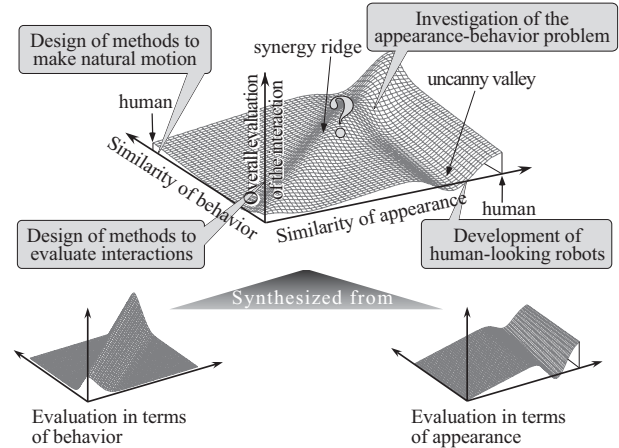 Design of methods to
make natural motion
synergy ridge
Investigation of the
appearance-behavior problem
uncanny valley
human
?
Overall evaluation
of the interaction
Similarity of behavior
Similarity of appearance
human
Design of methods to
evaluate interactions
Development of
human-looking robots
Synthesized from
Evaluation in terms
of behavior
Evaluation in terms
of appearance